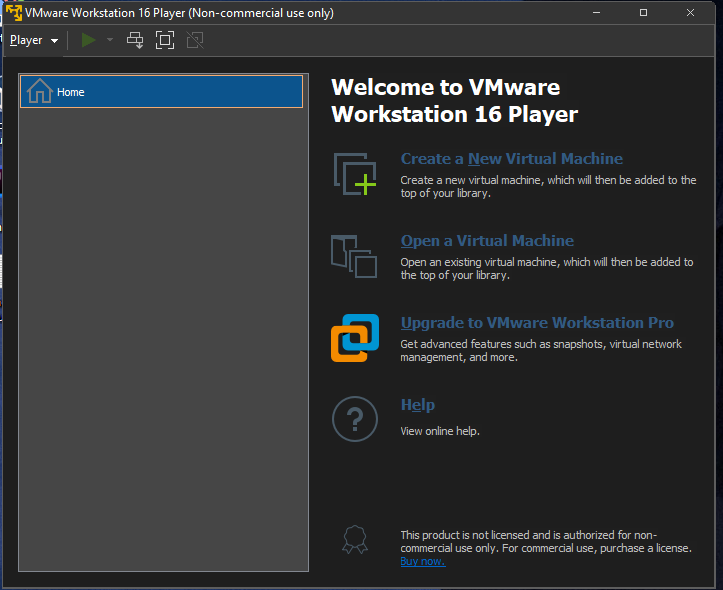 VMware Workstation 16 Player (Non-commercial use only)
Player
Home
Welcome to VMware
Workstation 16 Player
Create a New Virtual Machine
Create a new virtual machine, which will then be added to the
top of your library.
Open a Virtual Machine
Open an existing virtual machine, which will then be added to
the top of your library.
Upgrade to VMware Workstation Pro
Get advanced features such as snapshots, virtual network
management, and more.
Help
View online help.
This product is not licensed and is authorized for non-
commercial use only. For commercial use, purchase a license.
Buy now.